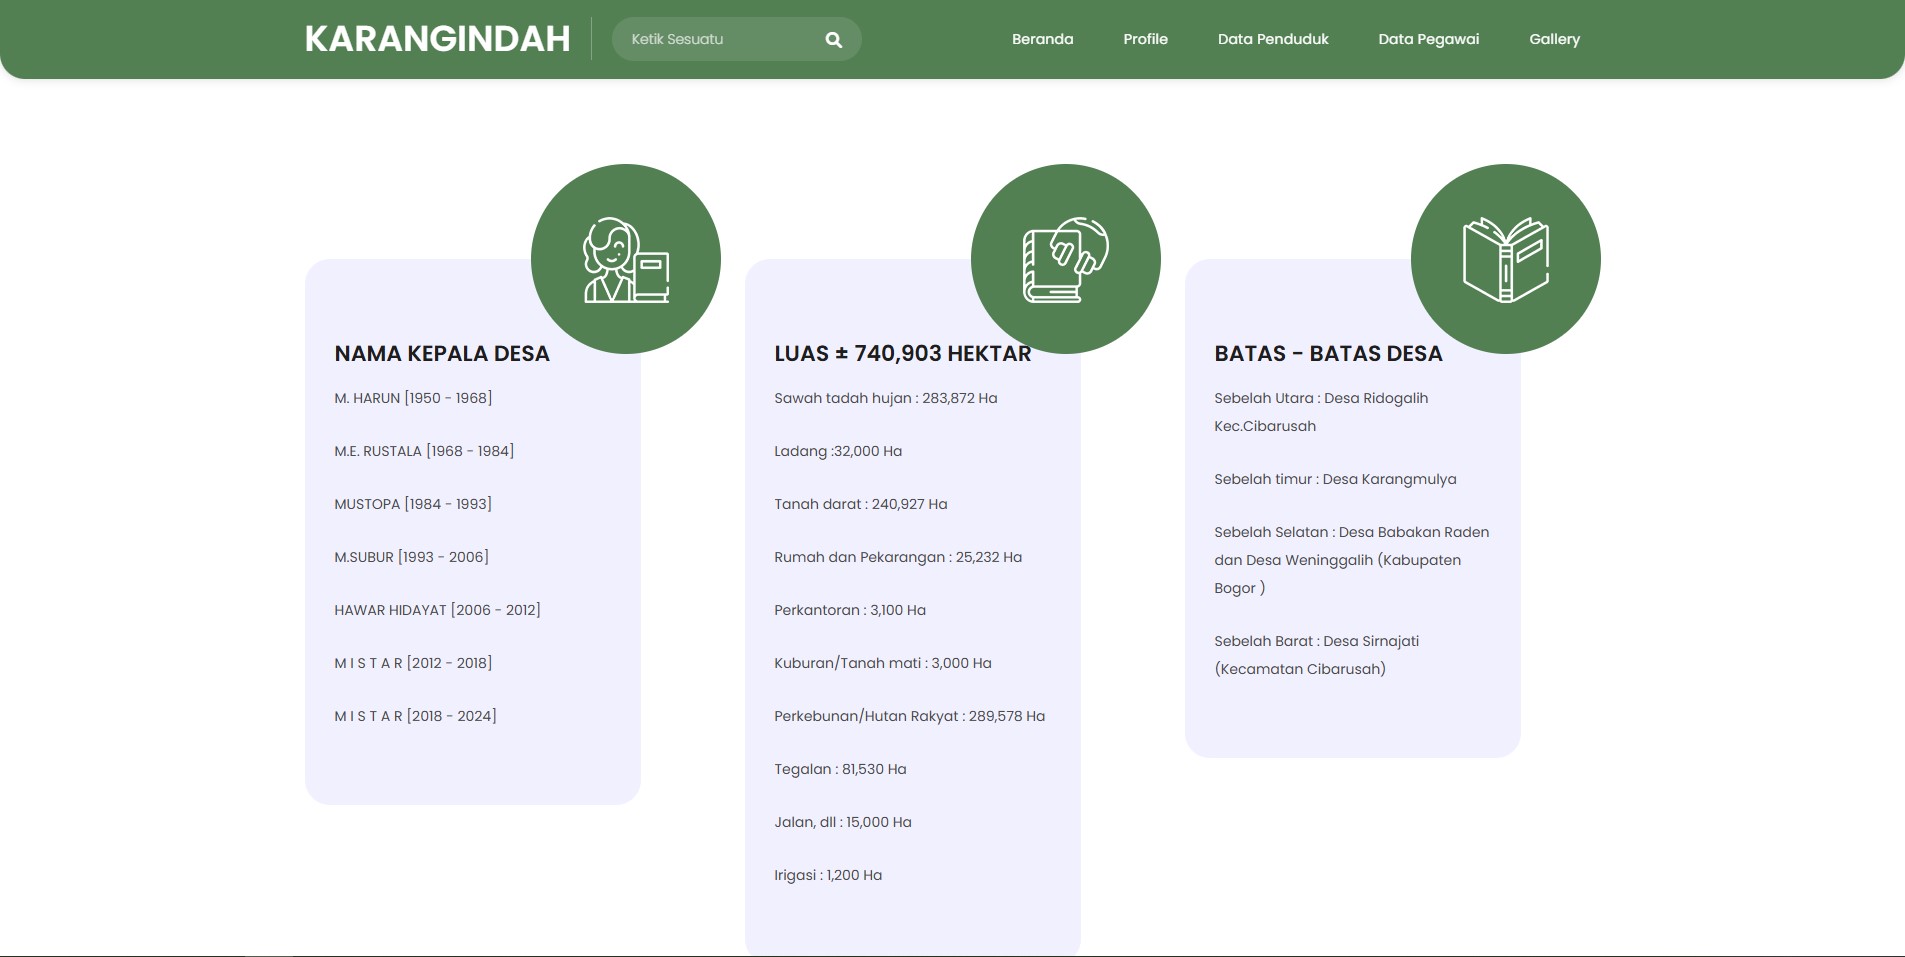 KARANGINDAH
Ketik Sesuatu
Beranda
Profile
Data Penduduk
Data Pegawai
Gallery
NAMA KEPALA DESA
M. HARUN [1950 - 1968]
M.E. RUSTALA [1968 - 1984]
MUSTOPA [1984 - 1993]
M.SUBUR [1993 - 2006]
HAWAR HIDAYAT [2006 - 2012]
M I S T A R [2012 - 2018]
M I S T A R [2018 - 2024]
LUAS ± 740,903 HEKTAR
Sawah tadah hujan : 283,872 Ha
Ladang :32,000 Ha
Tanah darat : 240,927 Ha
Rumah dan Pekarangan : 25,232 Ha
Perkantoran : 3,100 Ha
Kuburan/Tanah mati : 3,000 Ha
Perkebunan/Hutan Rakyat : 289,578 Ha
Tegalan : 81,530 Ha
Jalan, dll : 15,000 Ha
Irigasi : 1,200 Ha
BATAS - BATAS DESA
Sebelah Utara : Desa Ridogalih
Kec.Cibarusah
Sebelah timur : Desa Karangmulya
Sebelah Selatan : Desa Babakan Raden
dan Desa Weninggalih (Kabupaten
Bogor )
Sebelah Barat : Desa Sirnajati
(Kecamatan Cibarusah)